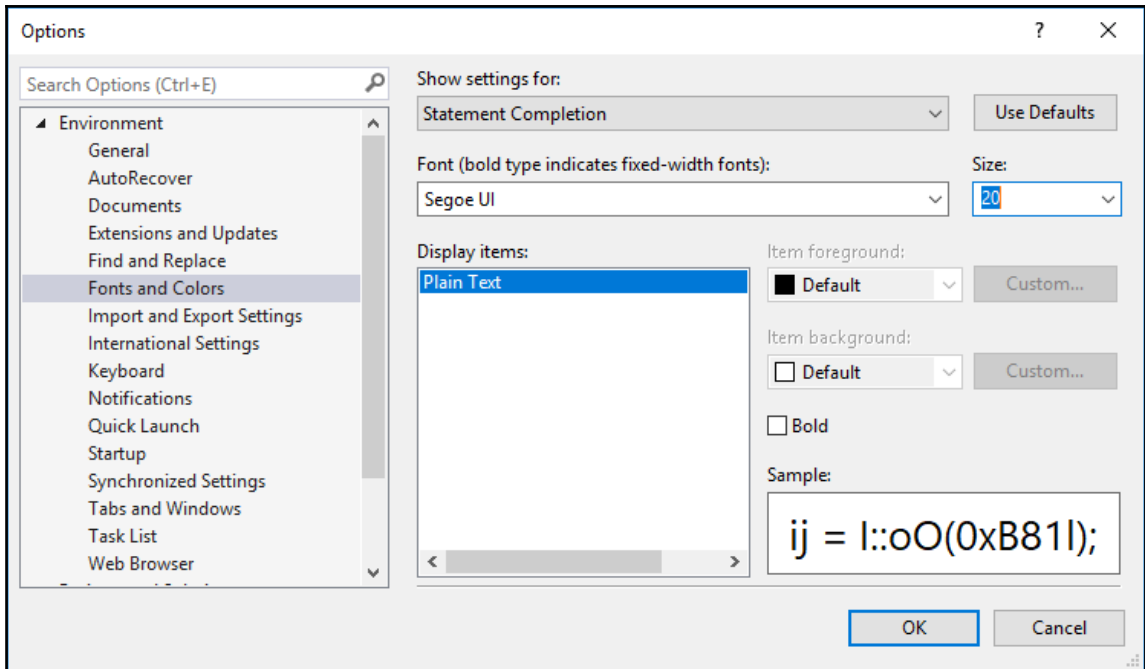 Options
?
Search Options (Ctrl+E)
Environment
General
AutoRecover
Documents
Extensions and Updates
Find and Replace
Fonts and Colors
Import and Export Settings
International Settings
Keyboard
Notifications
Quick Launch
Startup
Synchronized Settings
Tabs and Windows
Task List
Web Browser
Show settings for:
Statement Completion
Use Defaults
Font (bold type indicates fixed-width fonts):
Size:
Segoe UI
20
Display items:
Plain Text
Item foreground:
Default
Custom...
Item background:
Default
Custom...
Bold
Sample:
ij = I::oO(0xB81l);
OK
Cancel